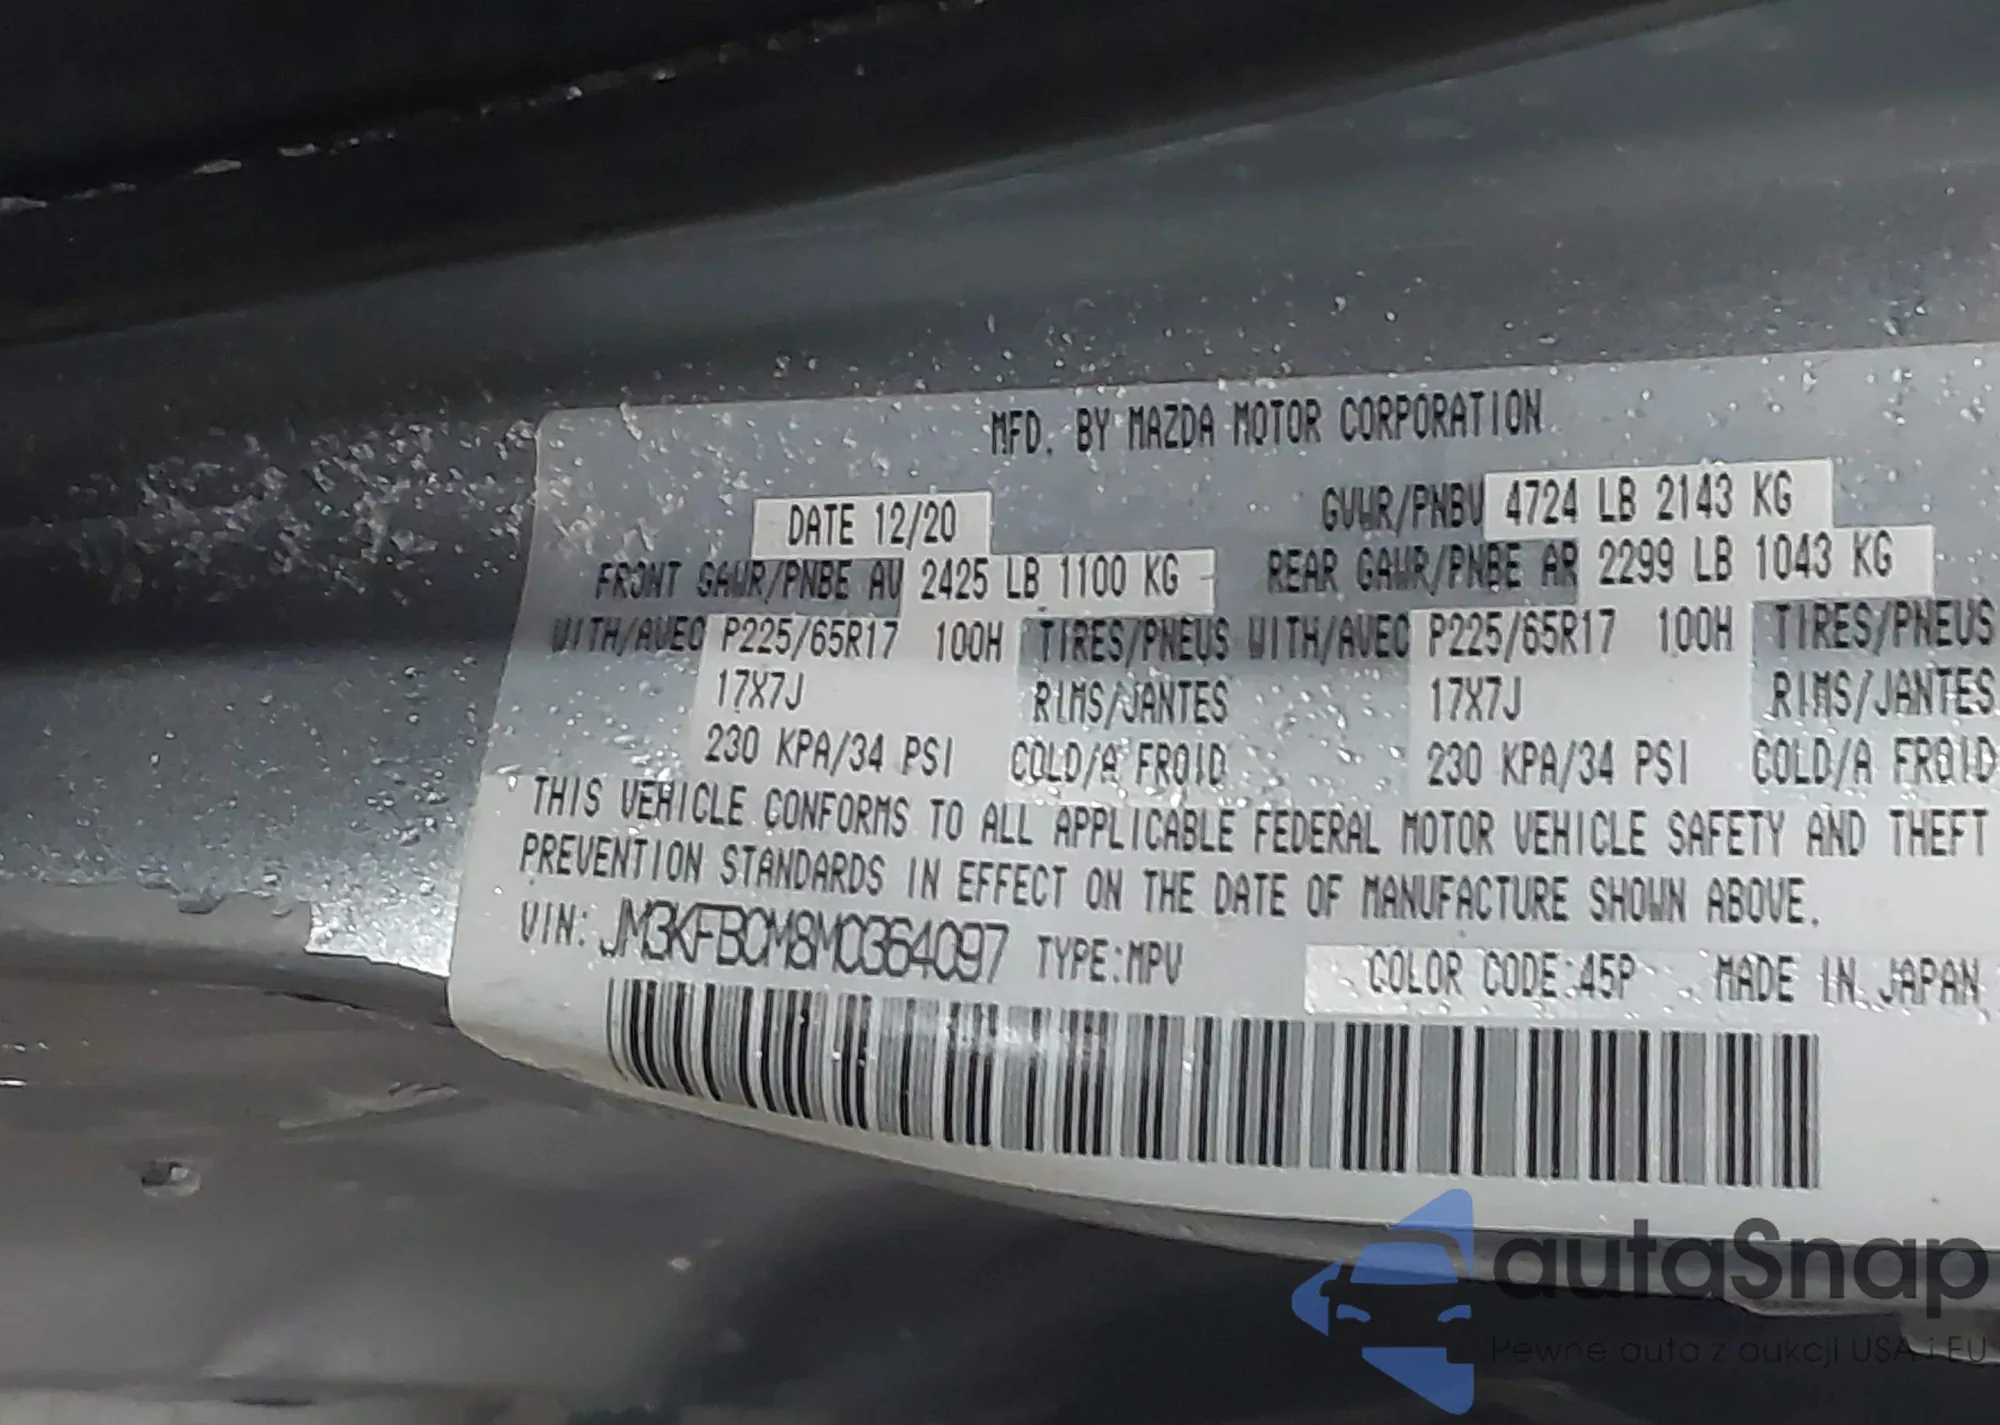 MFD. BY MAZDA MOTOR CORPORATION
DATE 12/20 GVWR/PNBV 4724 LB 2143 KG
FRONT GAWR/PNBE AV 2425 LB 1100 KG REAR GAWR/PNBE AR 2299 LB 1043 KG
WITH/AVEC P225/65R17 100H TIRES/PNEUS WITH/AVEC P225/65R17 100H TIRES/PNEUS
17X7J RIMS/JANTES 17X7J RIMS/JANTES
230 KPA/34 PSI COLD/A FROID 230 KPA/34 PSI COLD/A FROID
THIS VEHICLE CONFORMS TO ALL APPLICABLE FEDERAL MOTOR VEHICLE SAFETY AND THEFT
PREVENTION STANDARDS IN EFFECT ON THE DATE OF MANUFACTURE SHOWN ABOVE.
VIN: JM3KFBCM8M0364097 TYPE:MPV COLOR CODE:45P MADE IN JAPAN
autaSnap
Pewne auta z aukcji USA i EU